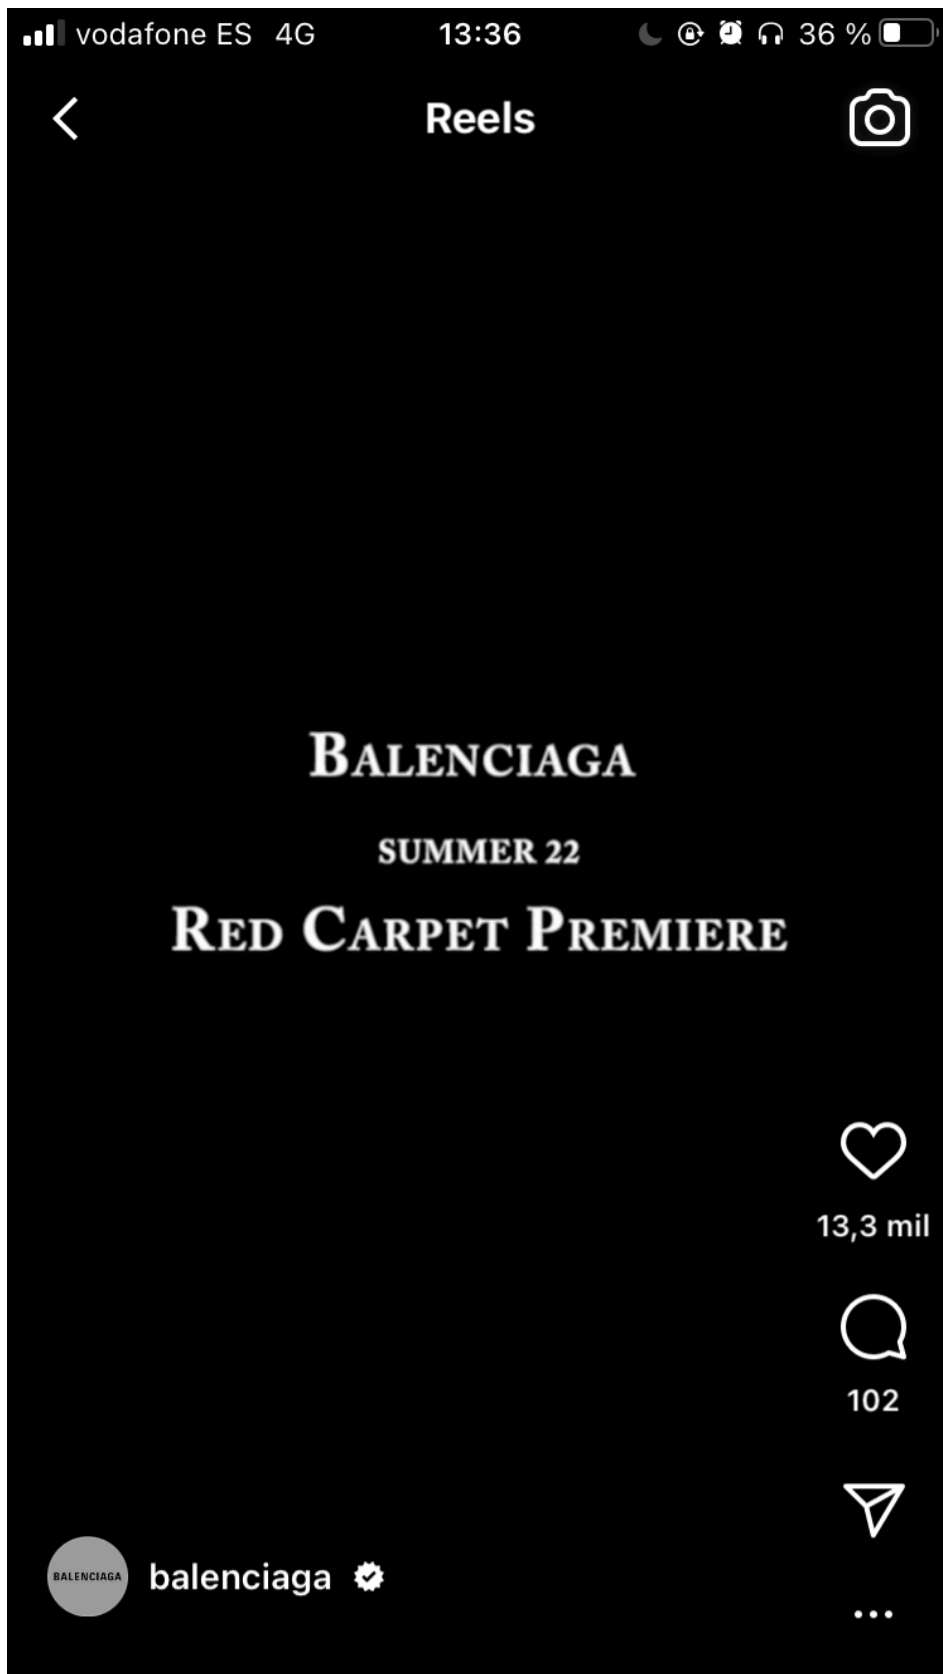 vodafone ES 4G 13:36 36 %
Reels
BALENCIAGA
SUMMER 22
RED CARPET PREMIERE
13,3 mil
102
BALENCIAGA balenciaga